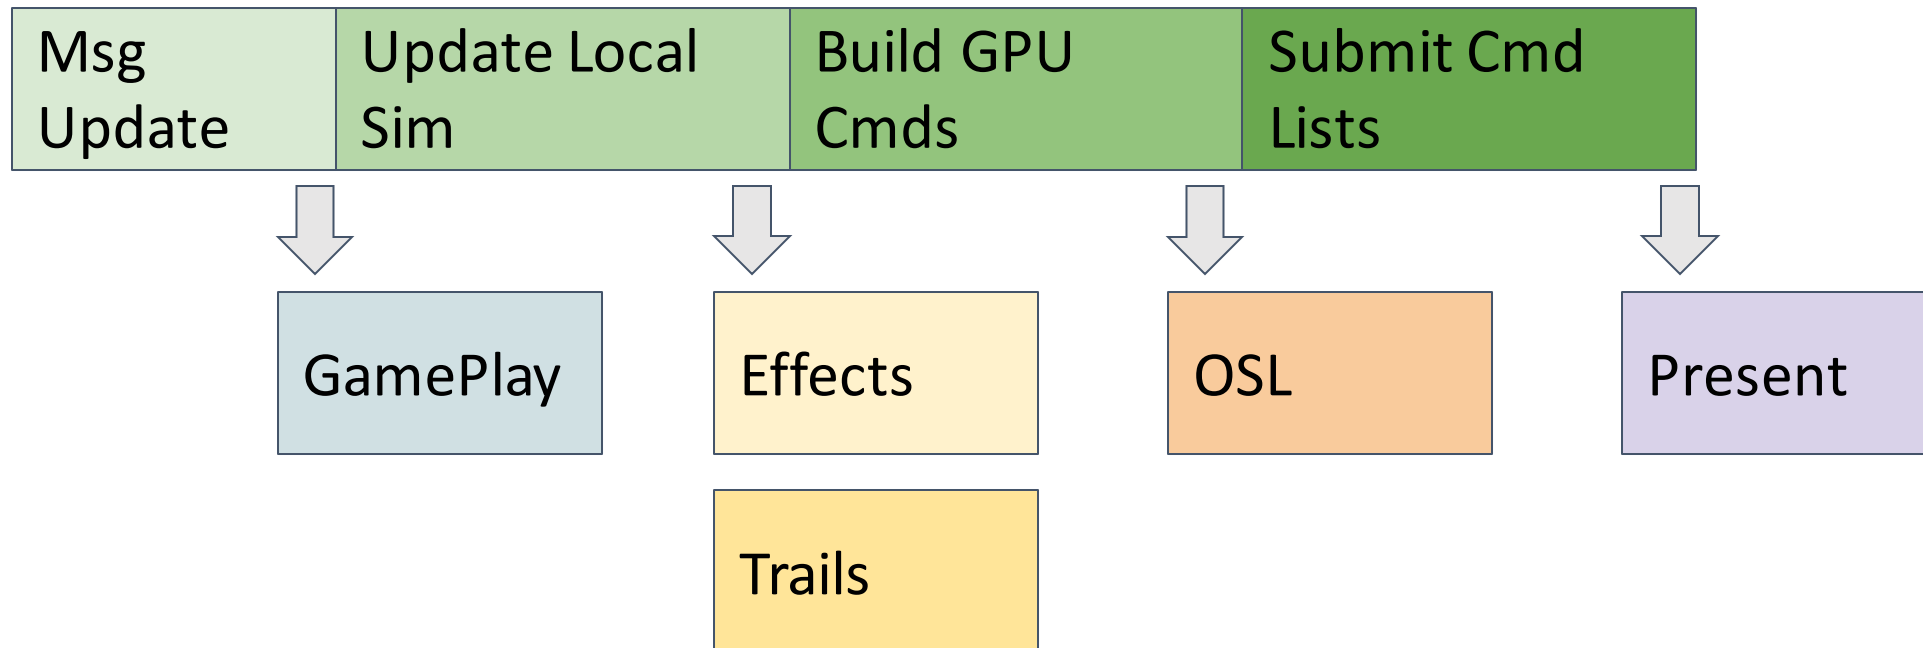 Msg
Update
Update Local
Sim
Build GPU
Cmds
Submit Cmd
Lists
GamePlay
Effects
OSL
Present
Trails